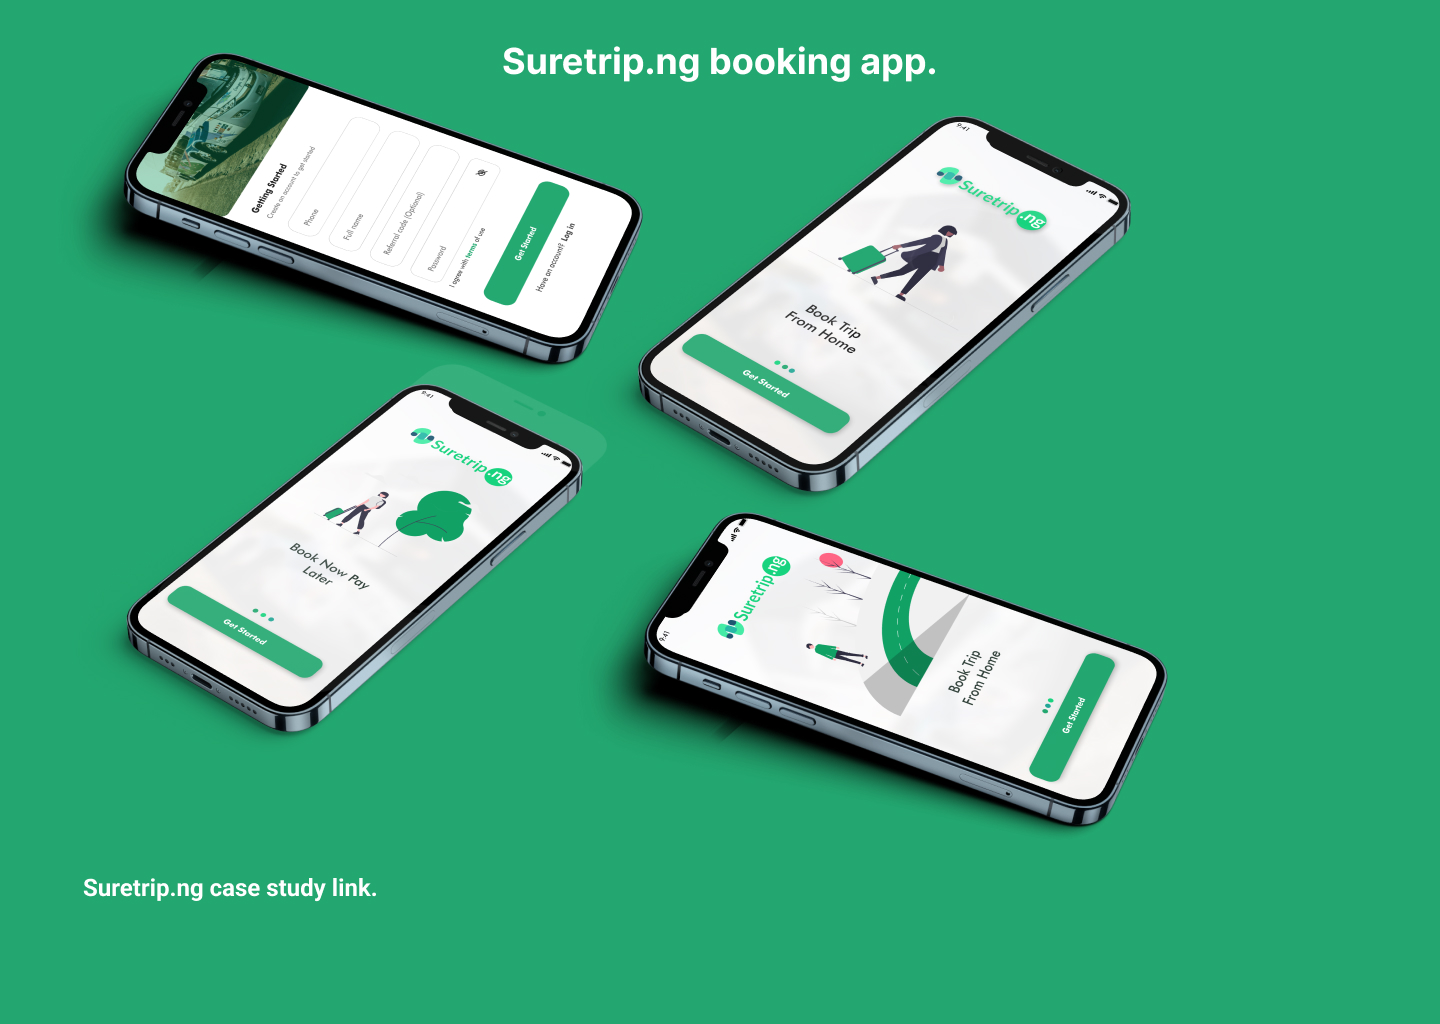 Suretrip.ng booking app.
Getting Started
Create an account to get started
Phone
Full name
Referral code (Optional)
Password
I agree with terms of use
Get Started
Have an account? Log in
9:41
Suretrip.ng
Book Trip
From Home
Get Started
9:41
Suretrip.ng
Book Now Pay
Later
Get Started
9:41
Suretrip.ng
Book Trip
From Home
Get Started
Suretrip.ng case study link.